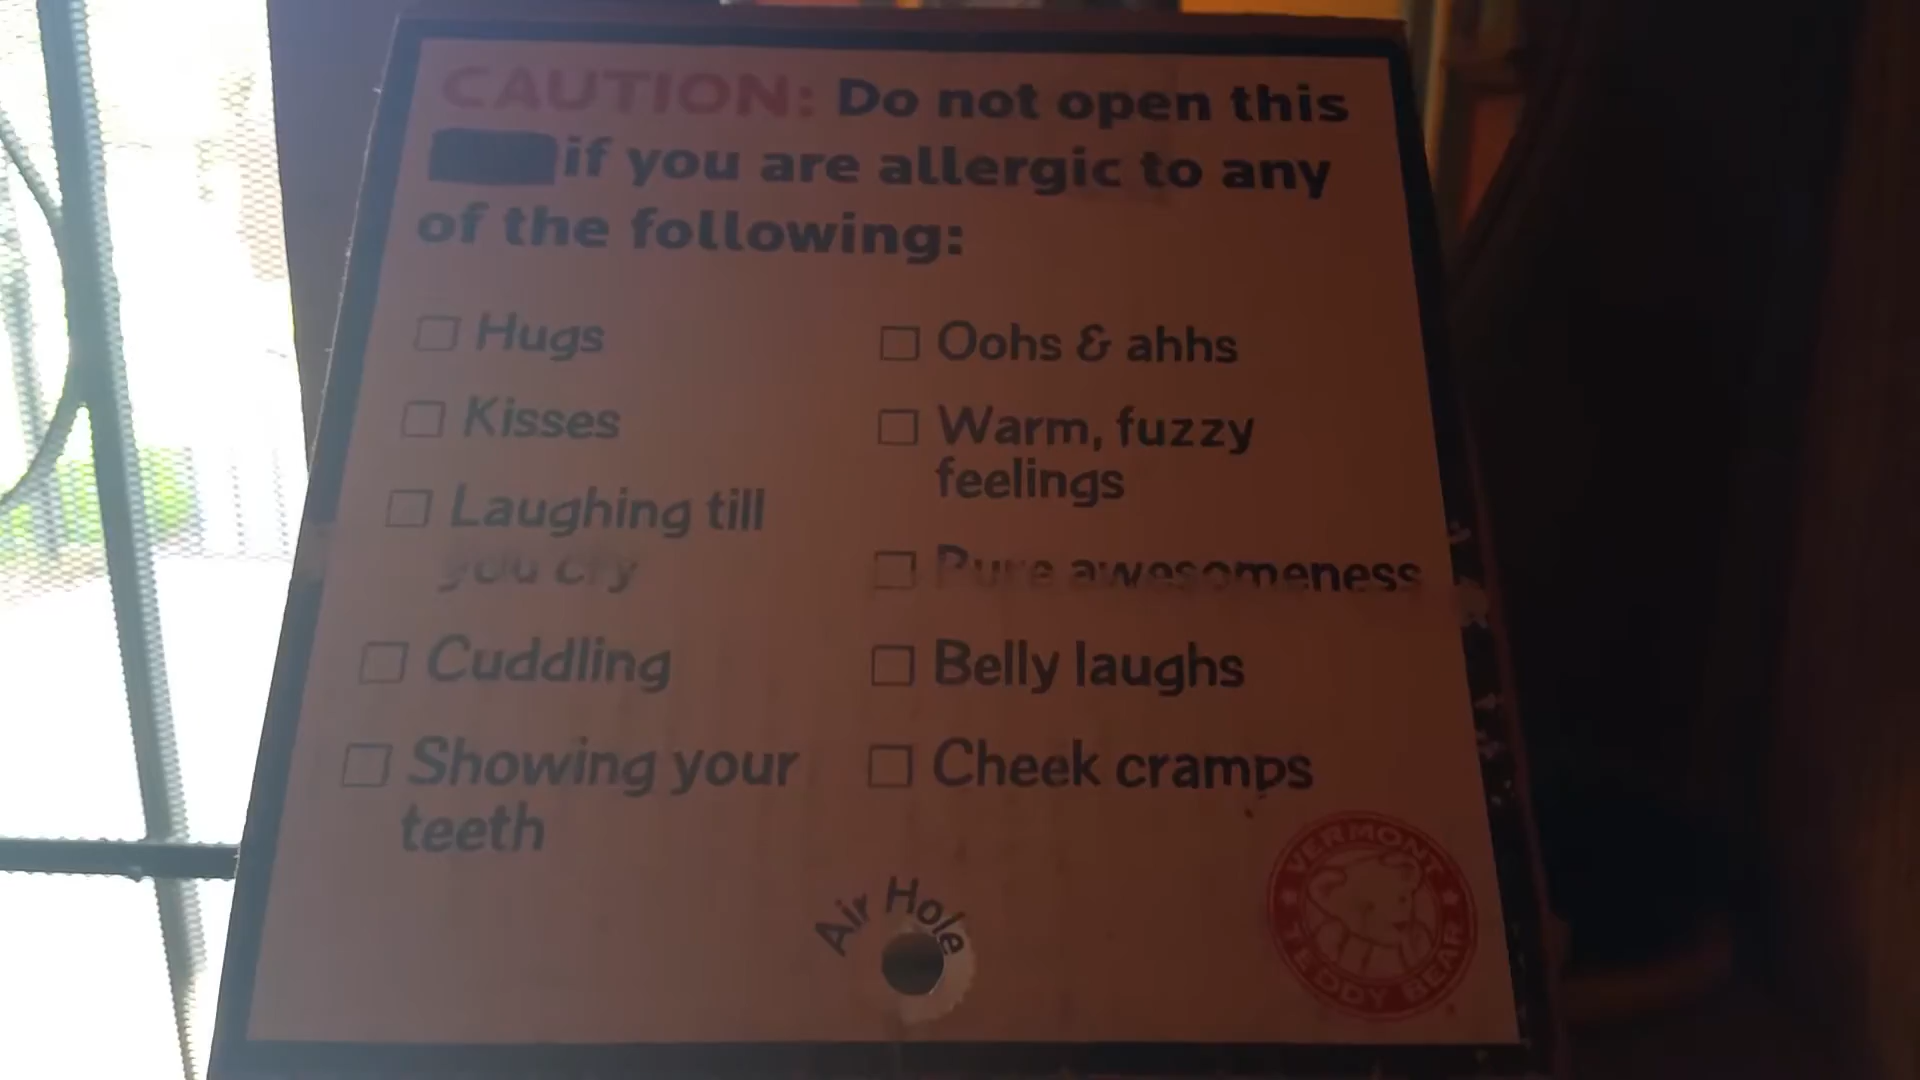 CAUTION: Do not open this
if you are allergic to any
of the following:
Hugs
Kisses
Laughing till
you cry
Cuddling
Showing your
teeth
Oohs & ahhs
Warm, fuzzy
feelings
Pure awesomeness
Belly laughs
Cheek cramps
Air Hole
VERMONT
TEDDY BEAR